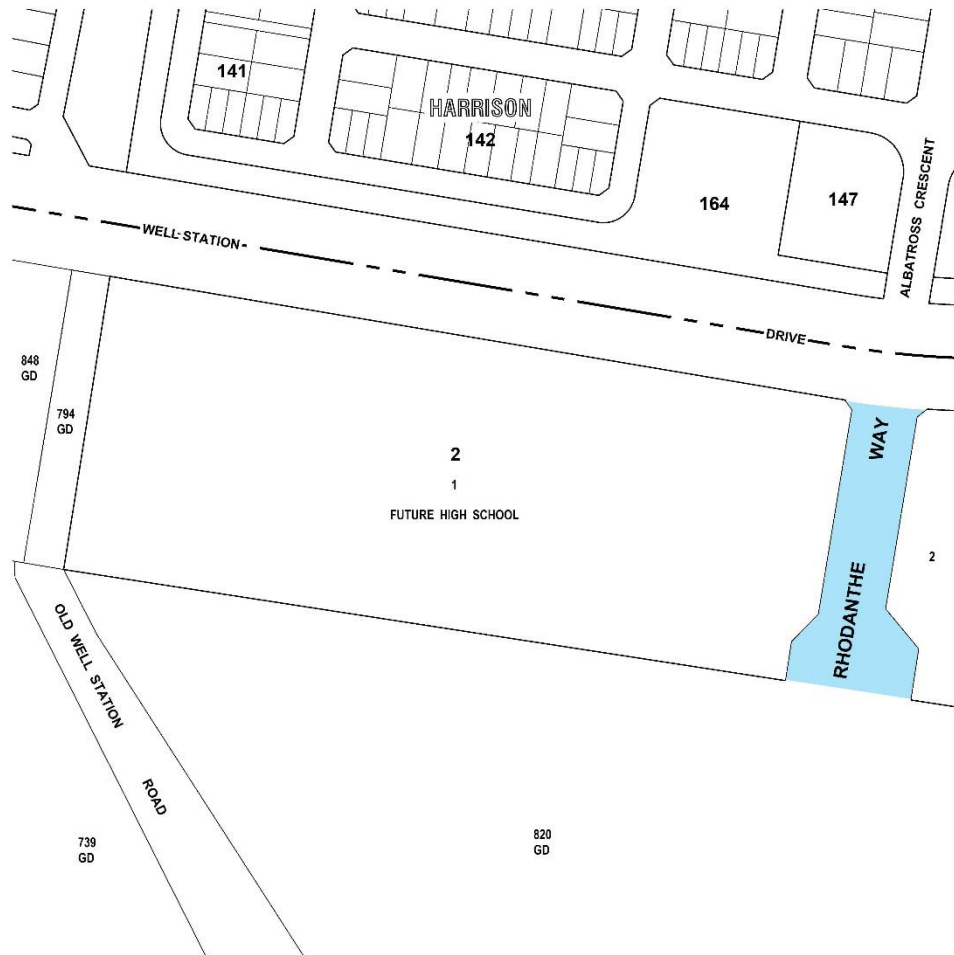 141
HARRISON
142
164
147
ALBATROSS CRESCENT
WELL STATION
DRIVE
848
GD
794
GD
2
1
FUTURE HIGH SCHOOL
RHODANTHE WAY
2
OLD WELL STATION ROAD
739
GD
820
GD